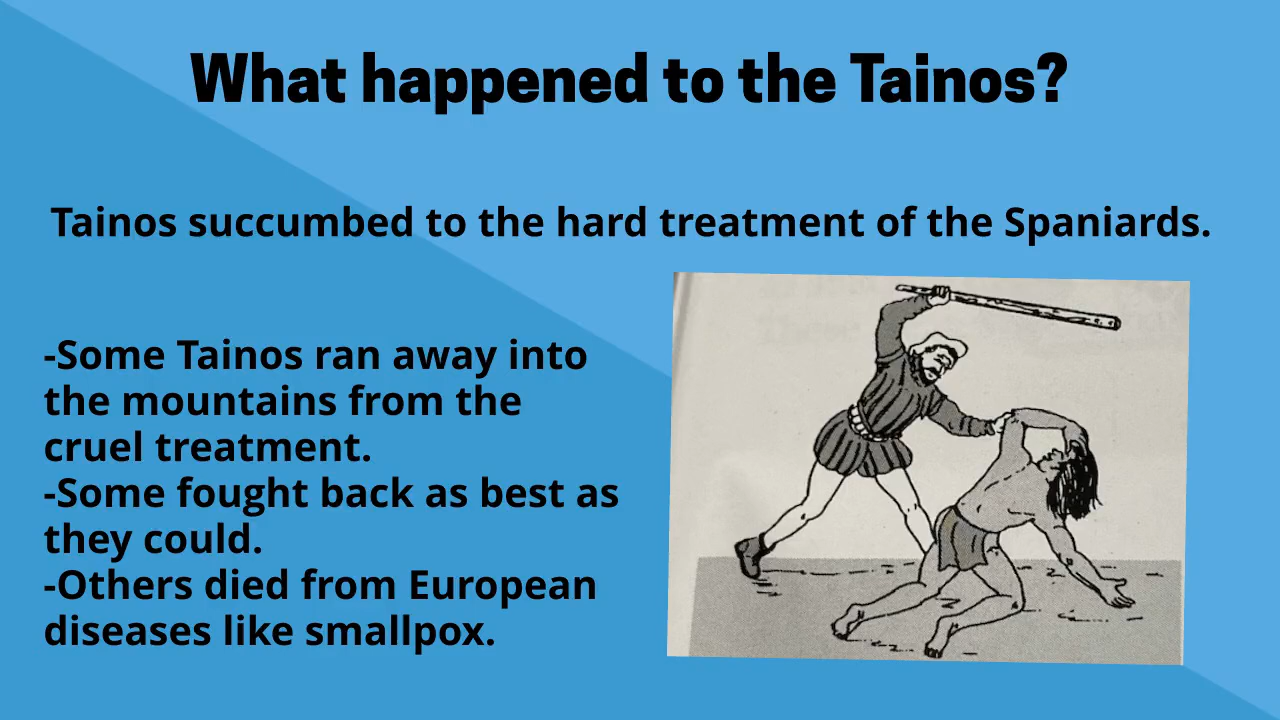 What happened to the Tainos?
Tainos succumbed to the hard treatment of the Spaniards.
-Some Tainos ran away into
the mountains from the
cruel treatment.
-Some fought back as best as
they could.
-Others died from European
diseases like smallpox.